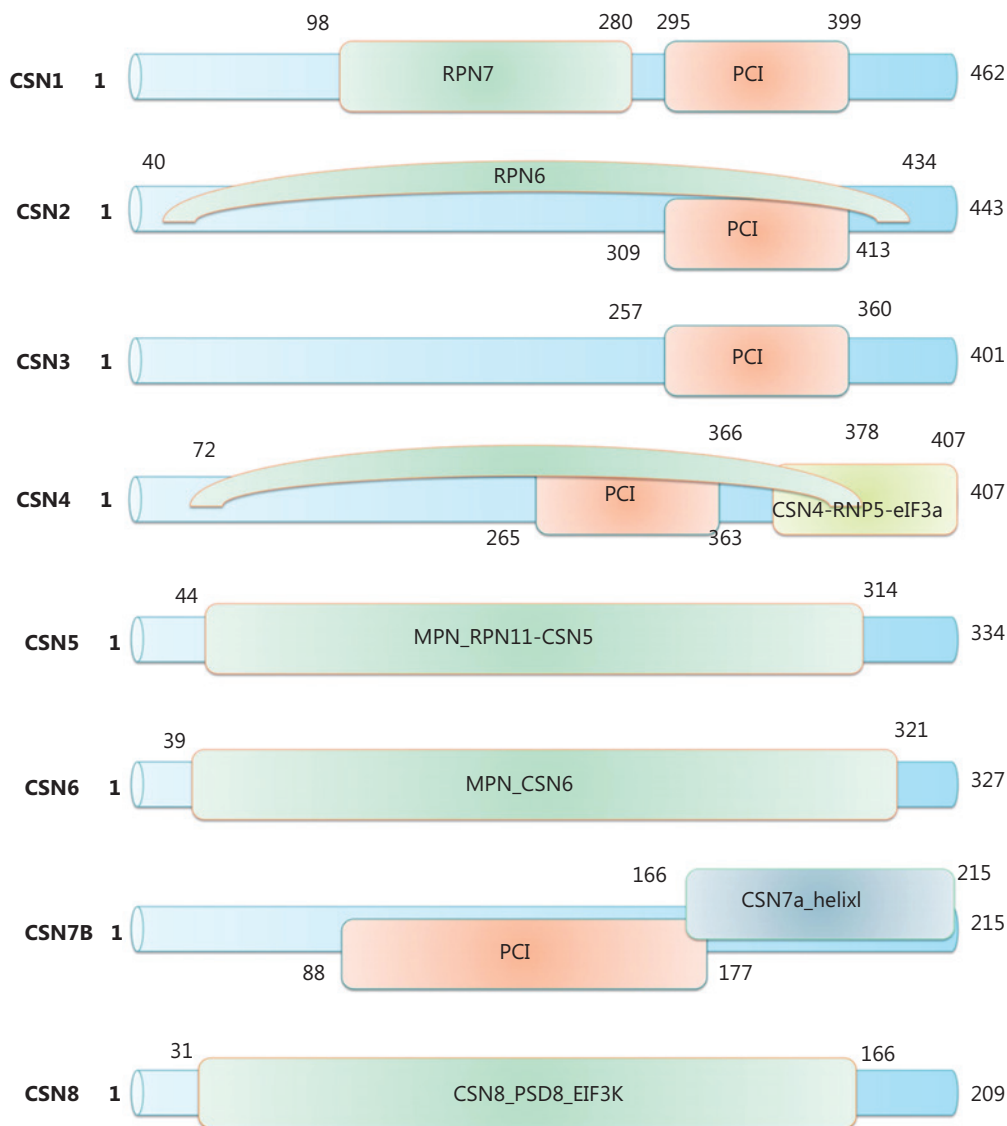 98 280 295 399
CSN1 1 RPN7 PCI 462
40 434
RPN6
CSN2 1 PCI 443
309 413
257 360
CSN3 1 PCI 401
72 366 378 407
CSN4 1 PCI CSN4-RNP5-eIF3a 407
265 363
44 314
CSN5 1 MPN_RPN11-CSN5 334
39 321
CSN6 1 MPN_CSN6 327
166 CSN7a_helixl 215
CSN7B 1 PCI 215
88 177
31 166
CSN8 1 CSN8_PSD8_EIF3K 209